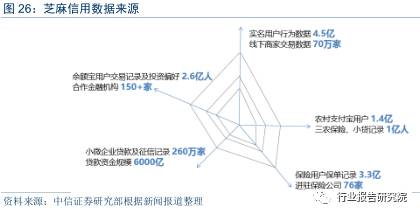 图 26：芝麻信用数据来源
实名用户行为数据 4.5亿
线下商家交易数据 70万家
余额宝用户交易记录及投资偏好 2.6亿人
合作金融机构 150+家
农村支付宝用户 1.4亿
三农保险、小贷记录 1亿人
小微企业贷款及征信记录 260万家
贷款资金规模 6000亿
保险用户保单记录 3.3亿
进驻保险公司 76家
资料来源：中信证券研究部根据新闻报道整理
行业报告研究院